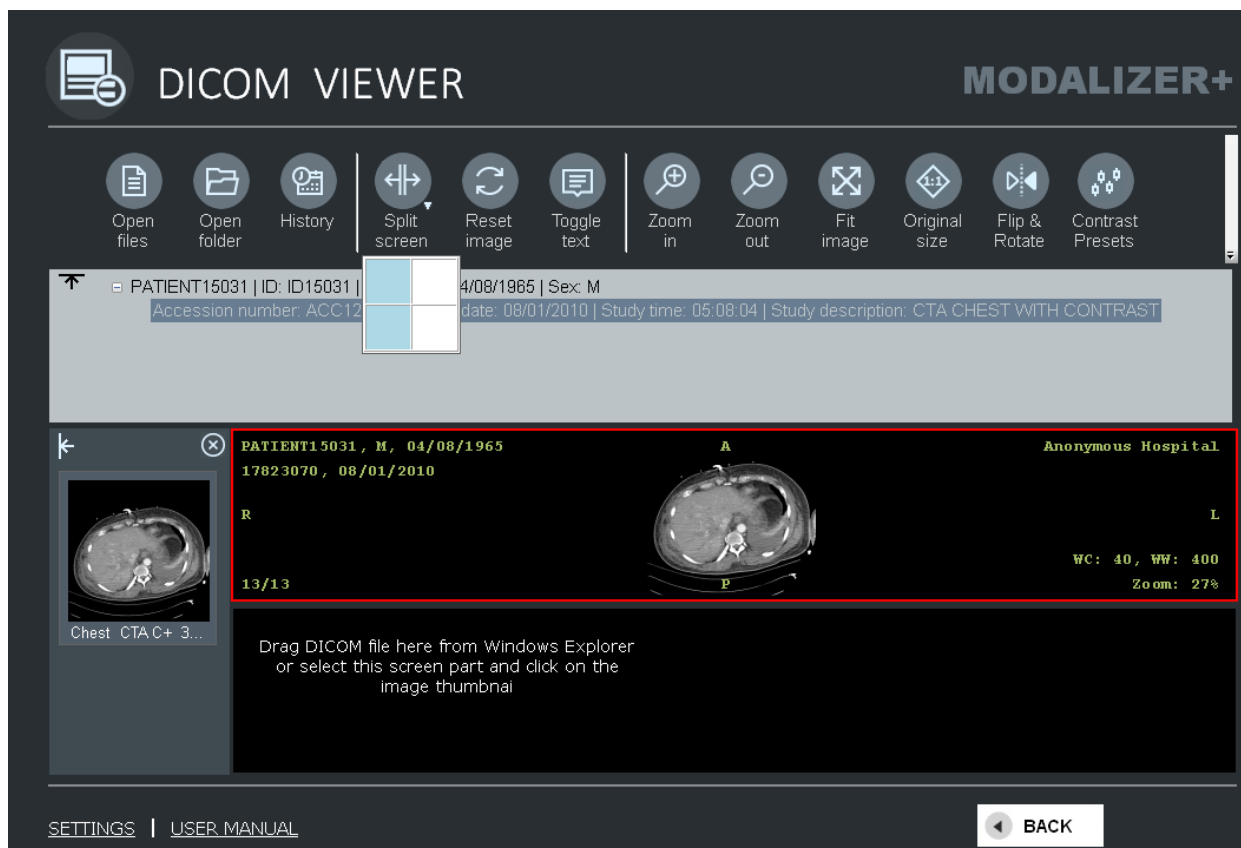 DICOM VIEWER
MODALIZER+
Open files
Open folder
History
Split screen
Reset image
Toggle text
Zoom in
Zoom out
Fit image
1:1
Original size
Flip & Rotate
Contrast Presets
PATIENT15031 | ID: ID15031 | 4/08/1965 | Sex: M
Accession number: ACC12 date: 08/01/2010 | Study time: 05:08:04 | Study description: CTA CHEST WITH CONTRAST
Chest CTA C+ 3...
PATIENT15031, M, 04/08/1965
A
Anonymous Hospital
17823070, 08/01/2010
R
L
WC: 40, WW: 400
13/13
P
Zoom: 27%
Drag DICOM file here from Windows Explorer
or select this screen part and click on the
image thumbnai
SETTINGS | USER MANUAL
BACK